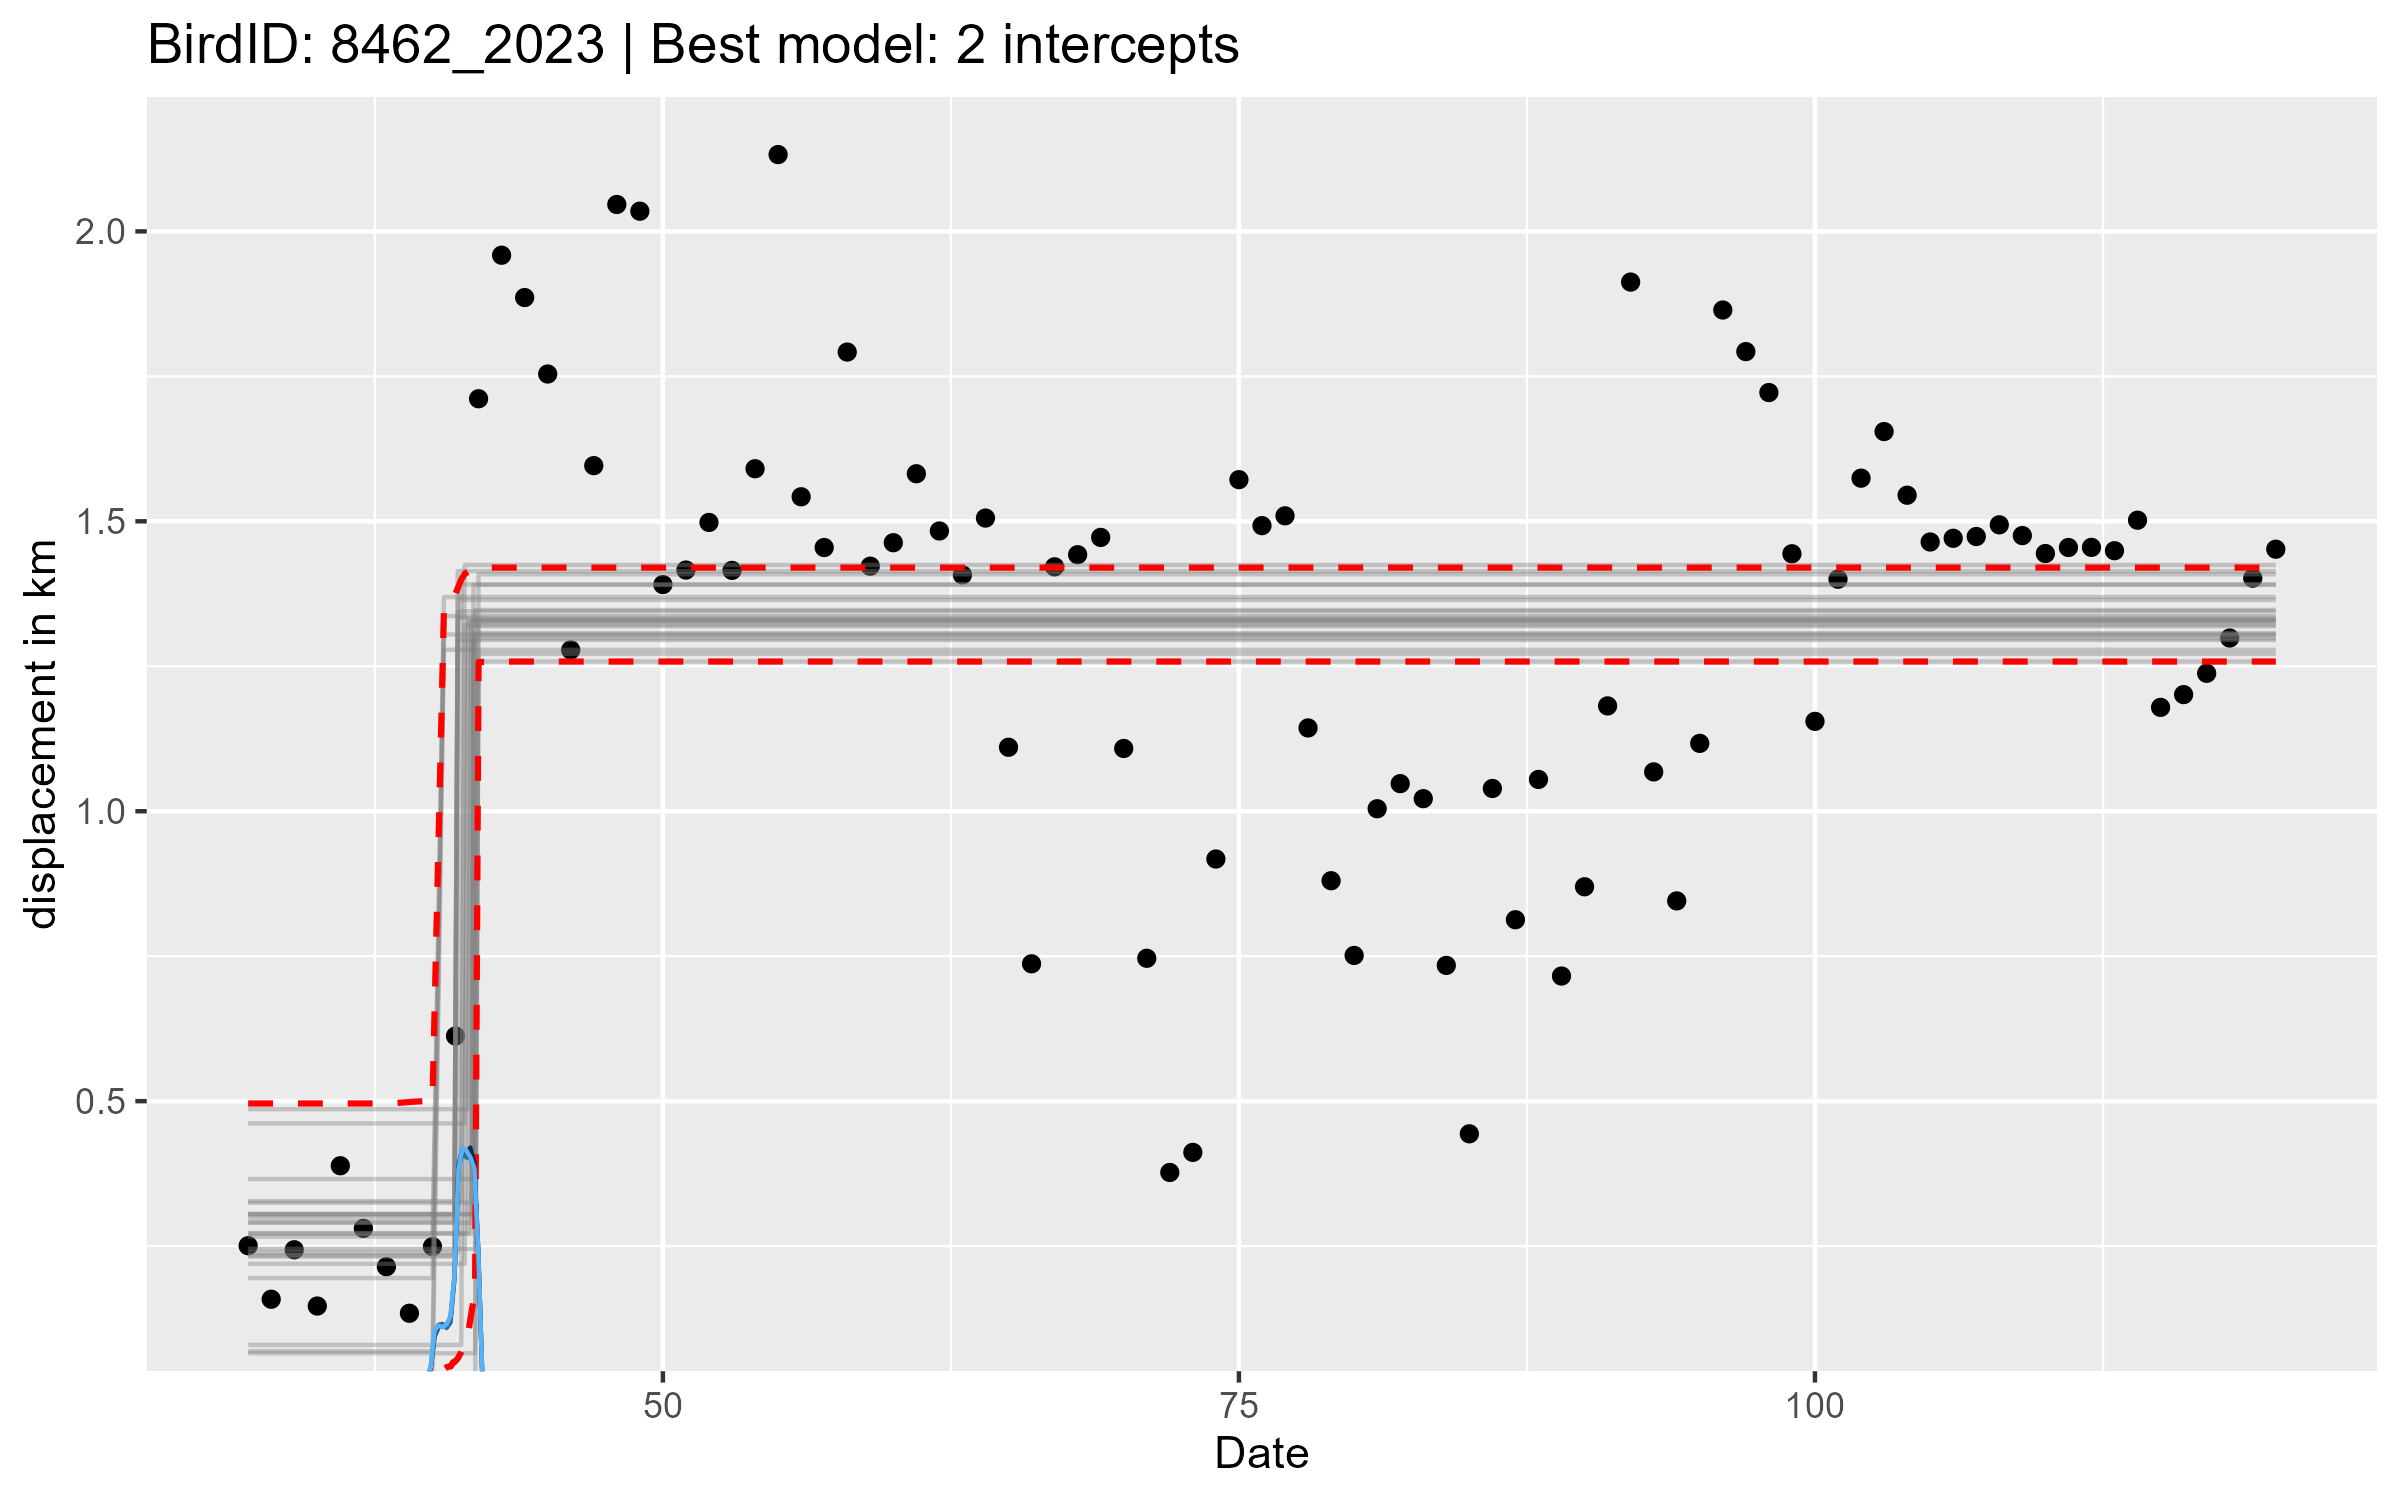 BirdID: 8462_2023 | Best model: 2 intercepts
displacement in km
2.0
1.5
1.0
0.5
50 75 100
Date